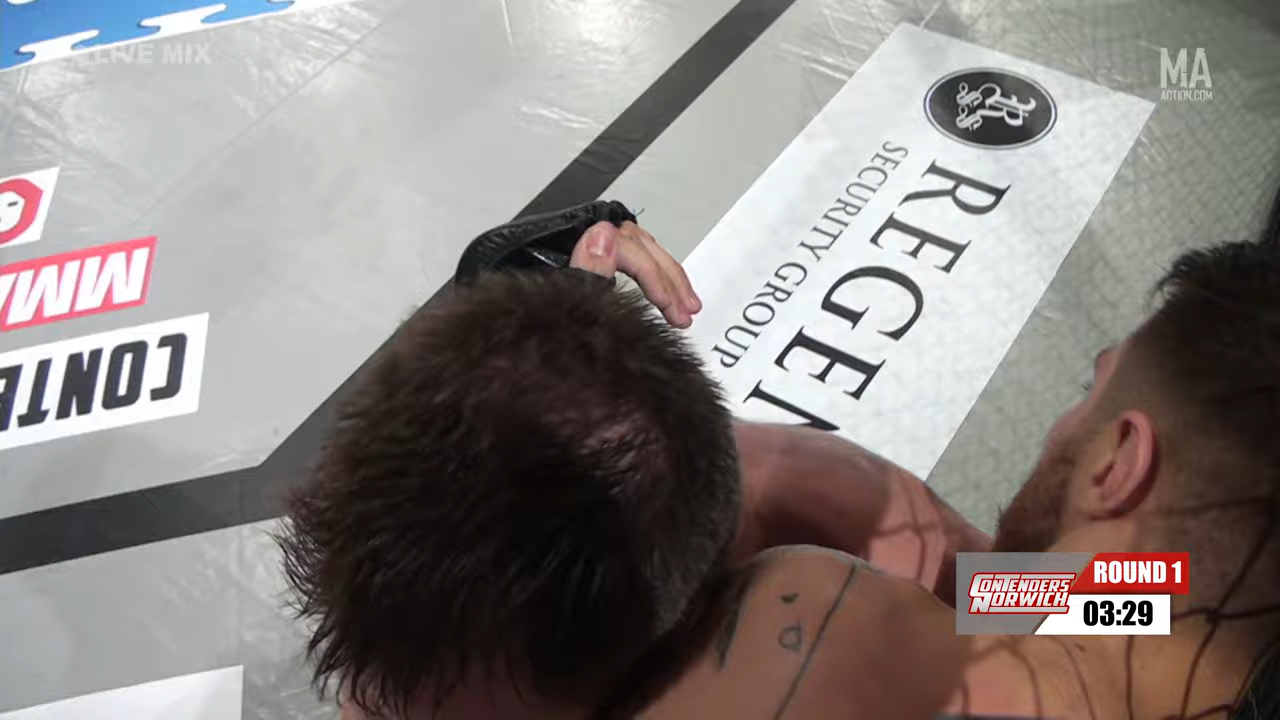 LIVE MIX
MA
ACTION.COM
REGEN
SECURITY GROUP
MMA
CONTE
CONTENDERS
NORWICH
ROUND 1
03:29